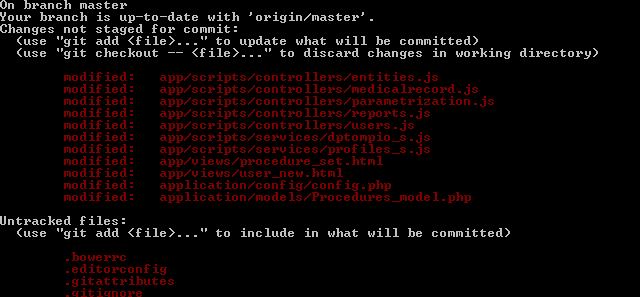 On branch master
Your branch is up-to-date with 'origin/master'.
Changes not staged for commit:
(use "git add <file>..." to update what will be committed)
(use "git checkout -- <file>..." to discard changes in working directory)
modified: app/scripts/controllers/entities.js
modified: app/scripts/controllers/medicalrecord.js
modified: app/scripts/controllers/parametrization.js
modified: app/scripts/controllers/reports.js
modified: app/scripts/controllers/users.js
modified: app/scripts/services/dptompio_s.js
modified: app/scripts/services/profiles_s.js
modified: app/views/procedure_set.html
modified: app/views/user_new.html
modified: application/config/config.php
modified: application/models/Procedures_model.php
Untracked files:
(use "git add <file>..." to include in what will be committed)
.bowerrc
.editorconfig
.gitattributes
.gitignore